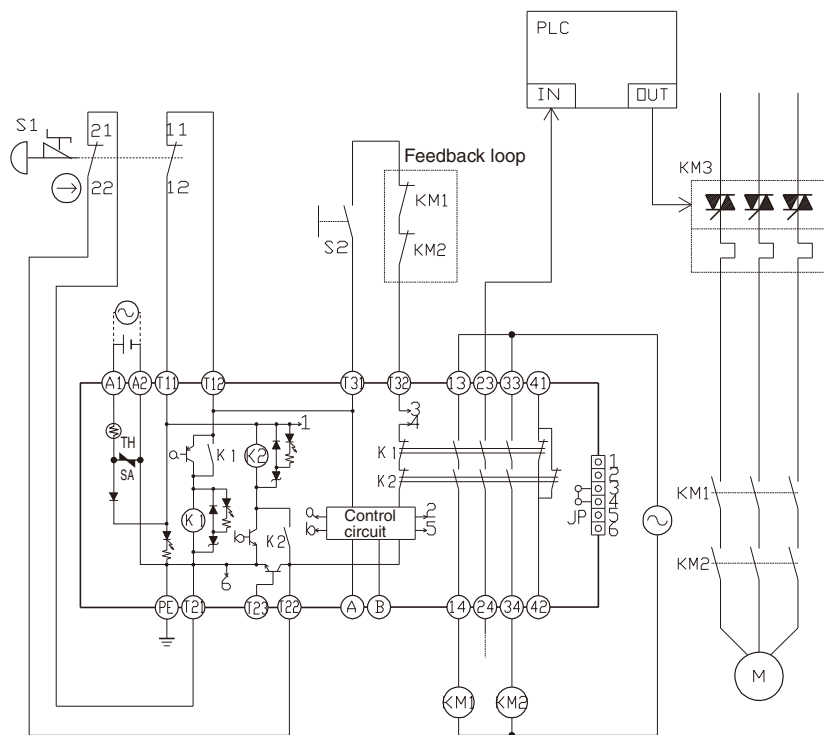 PLC
IN OUT
S1 21 11
22 12
Feedback loop
KM1
KM2
S2
KM3
A1 A2 T11 T12 T31 T32 13 23 33 41
1
3
4
TH
SA
a
K1
K2
K1
K2
K1
b
K2
a
b
Control
circuit
2
5
6
JP
1
2
3
4
5
6
PE T21 T23 T22 A B 14 24 34 42
KM1 KM2
KM1
KM2
M